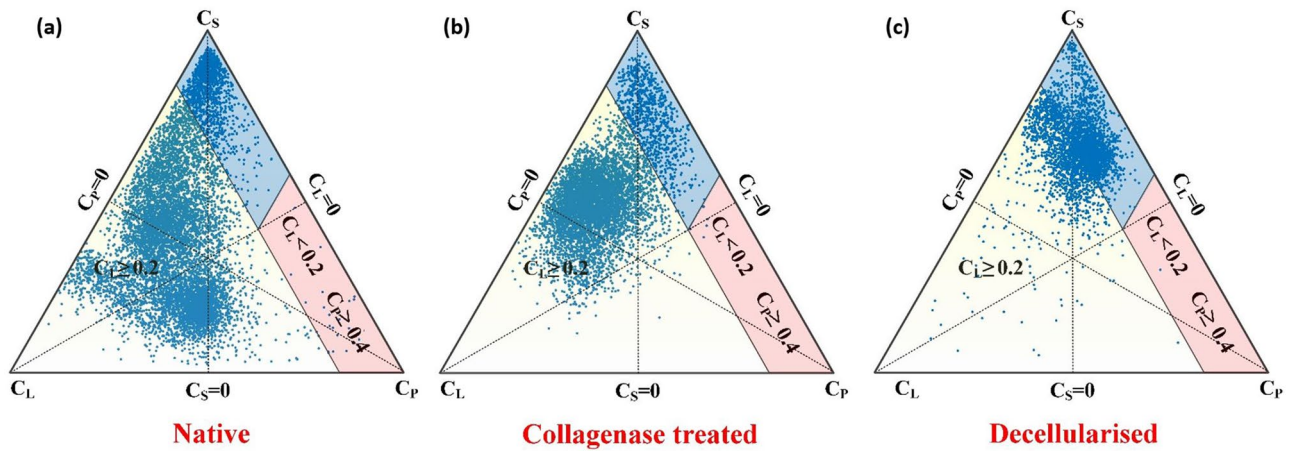 (a)
C_S
C_P=0
C_L=0
C_L≥0.2
C_L<0.2
C_P≥0.4
C_L
C_S=0
C_P
Native
(b)
C_S
C_P=0
C_L=0
C_L≥0.2
C_L<0.2
C_P≥0.4
C_L
C_S=0
C_P
Collagenase treated
(c)
C_S
C_P=0
C_L=0
C_L≥0.2
C_L<0.2
C_P≥0.4
C_L
C_S=0
C_P
Decellularised